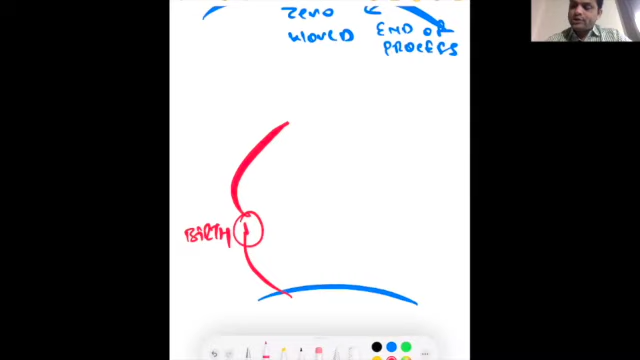 ZERO
WORLD
END OF
PROCESS
BIRTH